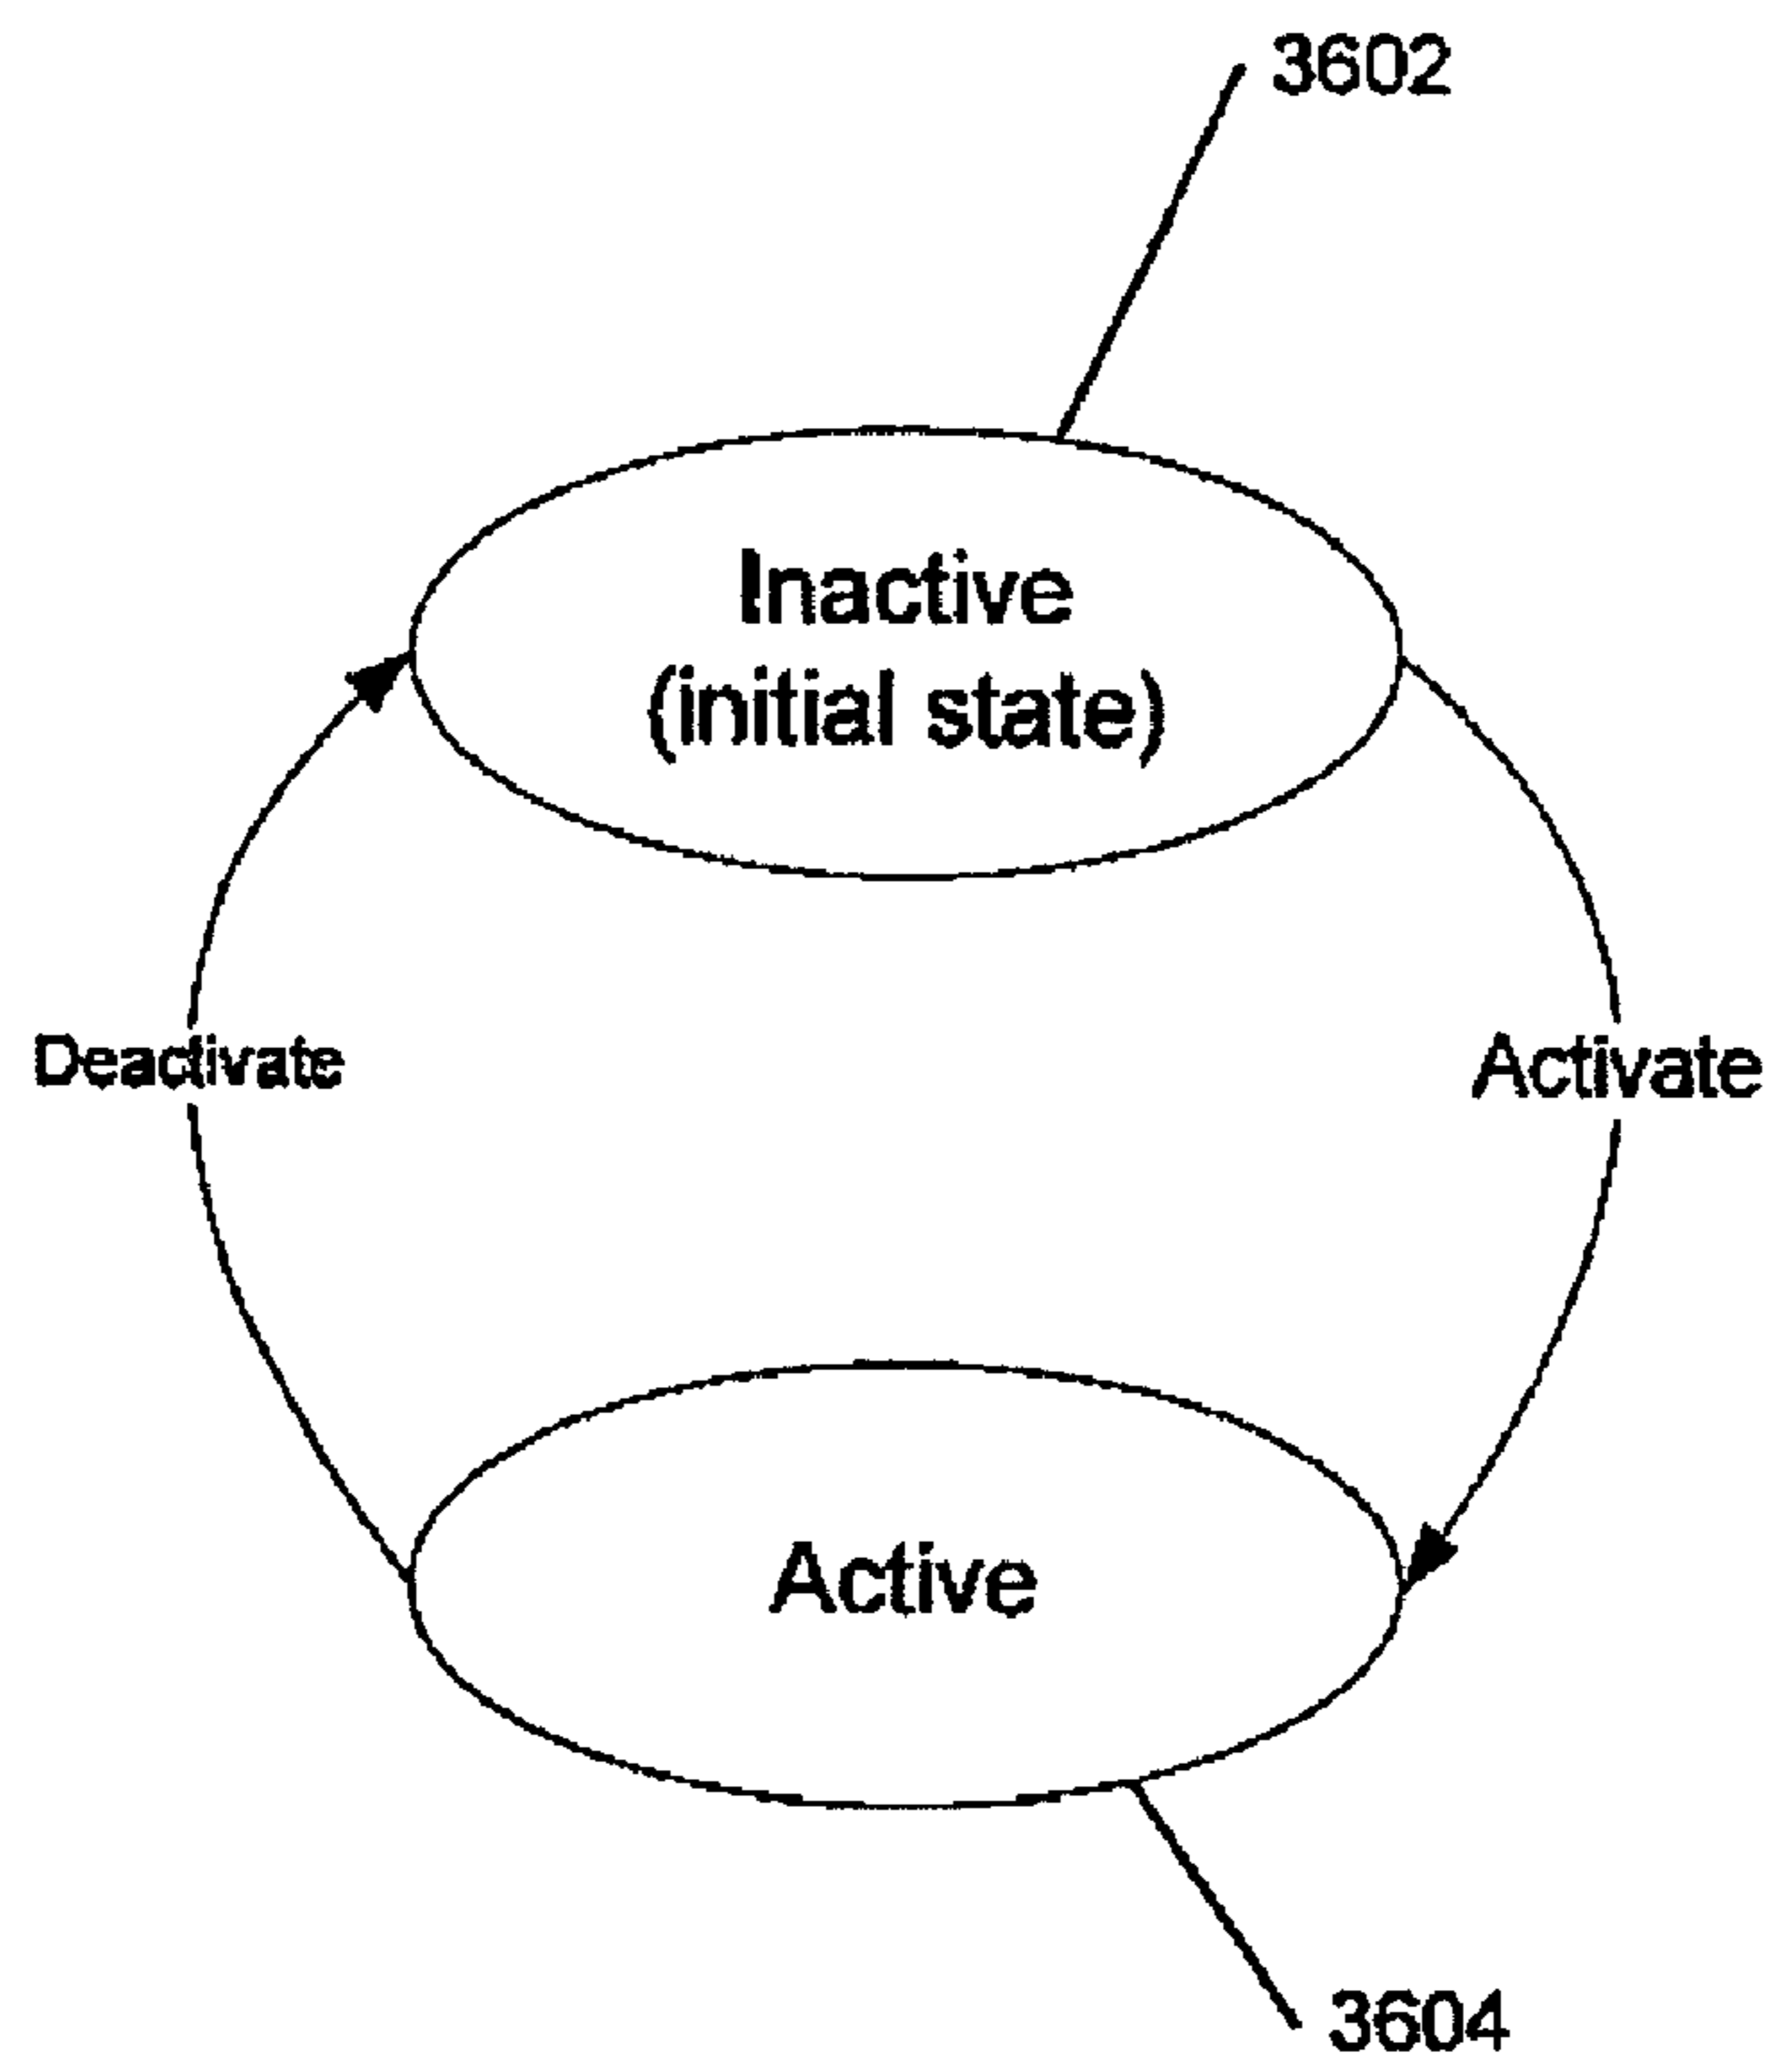 3602
Inactive
(initial state)
Deactivate
Activate
Active
3604